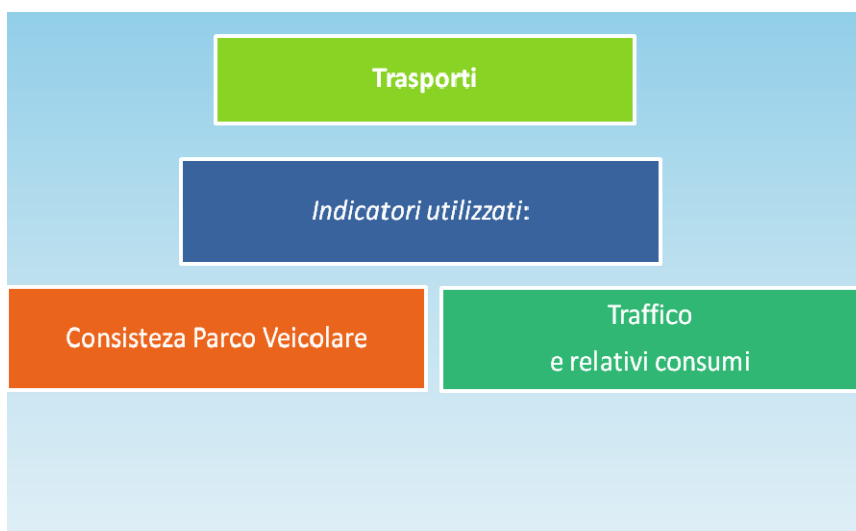 Trasporti
Indicatori utilizzati:
Consisteza Parco Veicolare
Traffico
e relativi consumi